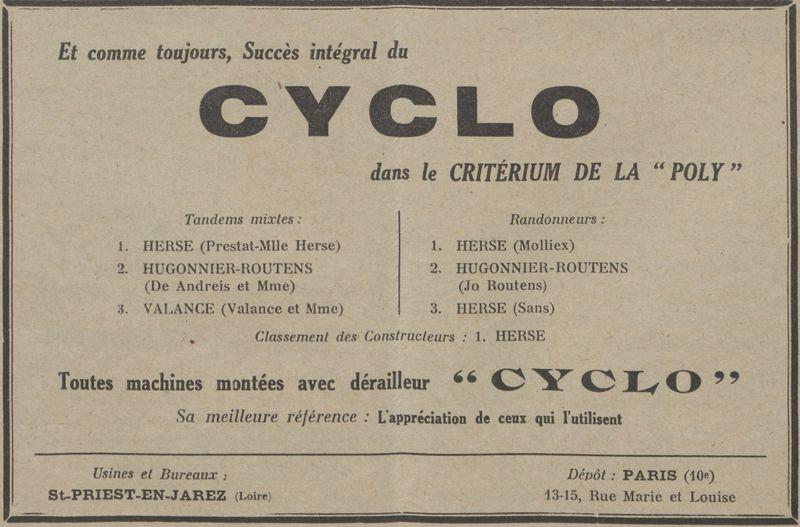 Et comme toujours, Succès intégral du
CYCLO
dans le CRITÉRIUM DE LA “ POLY ”
Tandems mixtes :
1. HERSE (Prestat-Mlle Herse)
2. HUGONNIER-ROUTENS
(De Andreis et Mme)
3. VALANCE (Valance et Mme)
Randonneurs :
1. HERSE (Molliex)
2. HUGONNIER-ROUTENS
(Jo Routens)
3. HERSE (Sans)
Classement des Constructeurs : 1. HERSE
Toutes machines montées avec dérailleur “ CYCLO ”
Sa meilleure référence : L'appréciation de ceux qui l'utilisent
Usines et Bureaux :
St-PRIEST-EN-JAREZ (Loire)
Dépôt : PARIS (10e)
13-15, Rue Marie et Louise